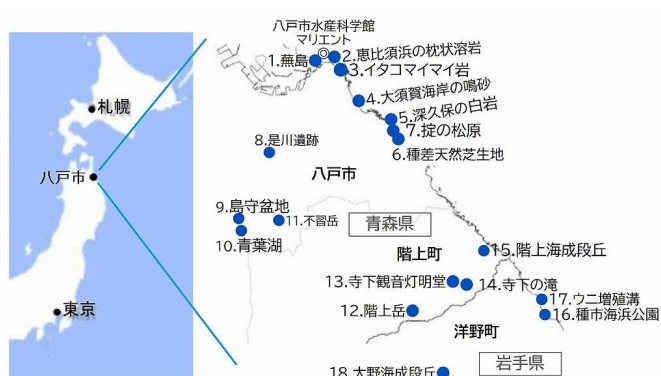 八戸市水産科学館
マリエント
1.蕪島
2.恵比須浜の枕状溶岩
3.イタコマイマイ岩
4.大須賀海岸の鳴砂
5.深久保の白岩
7.掟の松原
6.種差天然芝生地
8.是川遺跡
八戸市
9.島守盆地
11.不習岳
10.青葉湖
青森県
階上町
15.階上海成段丘
13.寺下観音灯明堂
14.寺下の滝
17.ウニ増殖溝
12.階上岳
16.種市海浜公園
洋野町
岩手県
18.大野海成段丘
札幌
八戸市
東京